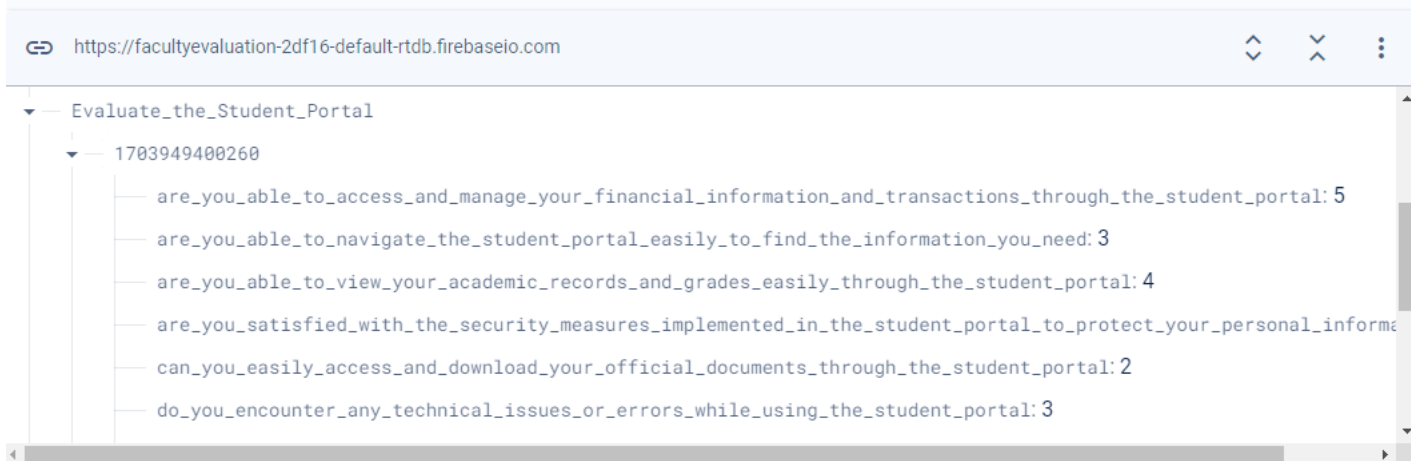 https://facultyevaluation-2df16-default-rtdb.firebaseio.com
Evaluate_the_Student_Portal
1703949400260
are_you_able_to_access_and_manage_your_financial_information_and_transactions_through_the_student_portal: 5
are_you_able_to_navigate_the_student_portal_easily_to_find_the_information_you_need: 3
are_you_able_to_view_your_academic_records_and_grades_easily_through_the_student_portal: 4
are_you_satisfied_with_the_security_measures_implemented_in_the_student_portal_to_protect_your_personal_informa
can_you_easily_access_and_download_your_official_documents_through_the_student_portal: 2
do_you_encounter_any_technical_issues_or_errors_while_using_the_student_portal: 3